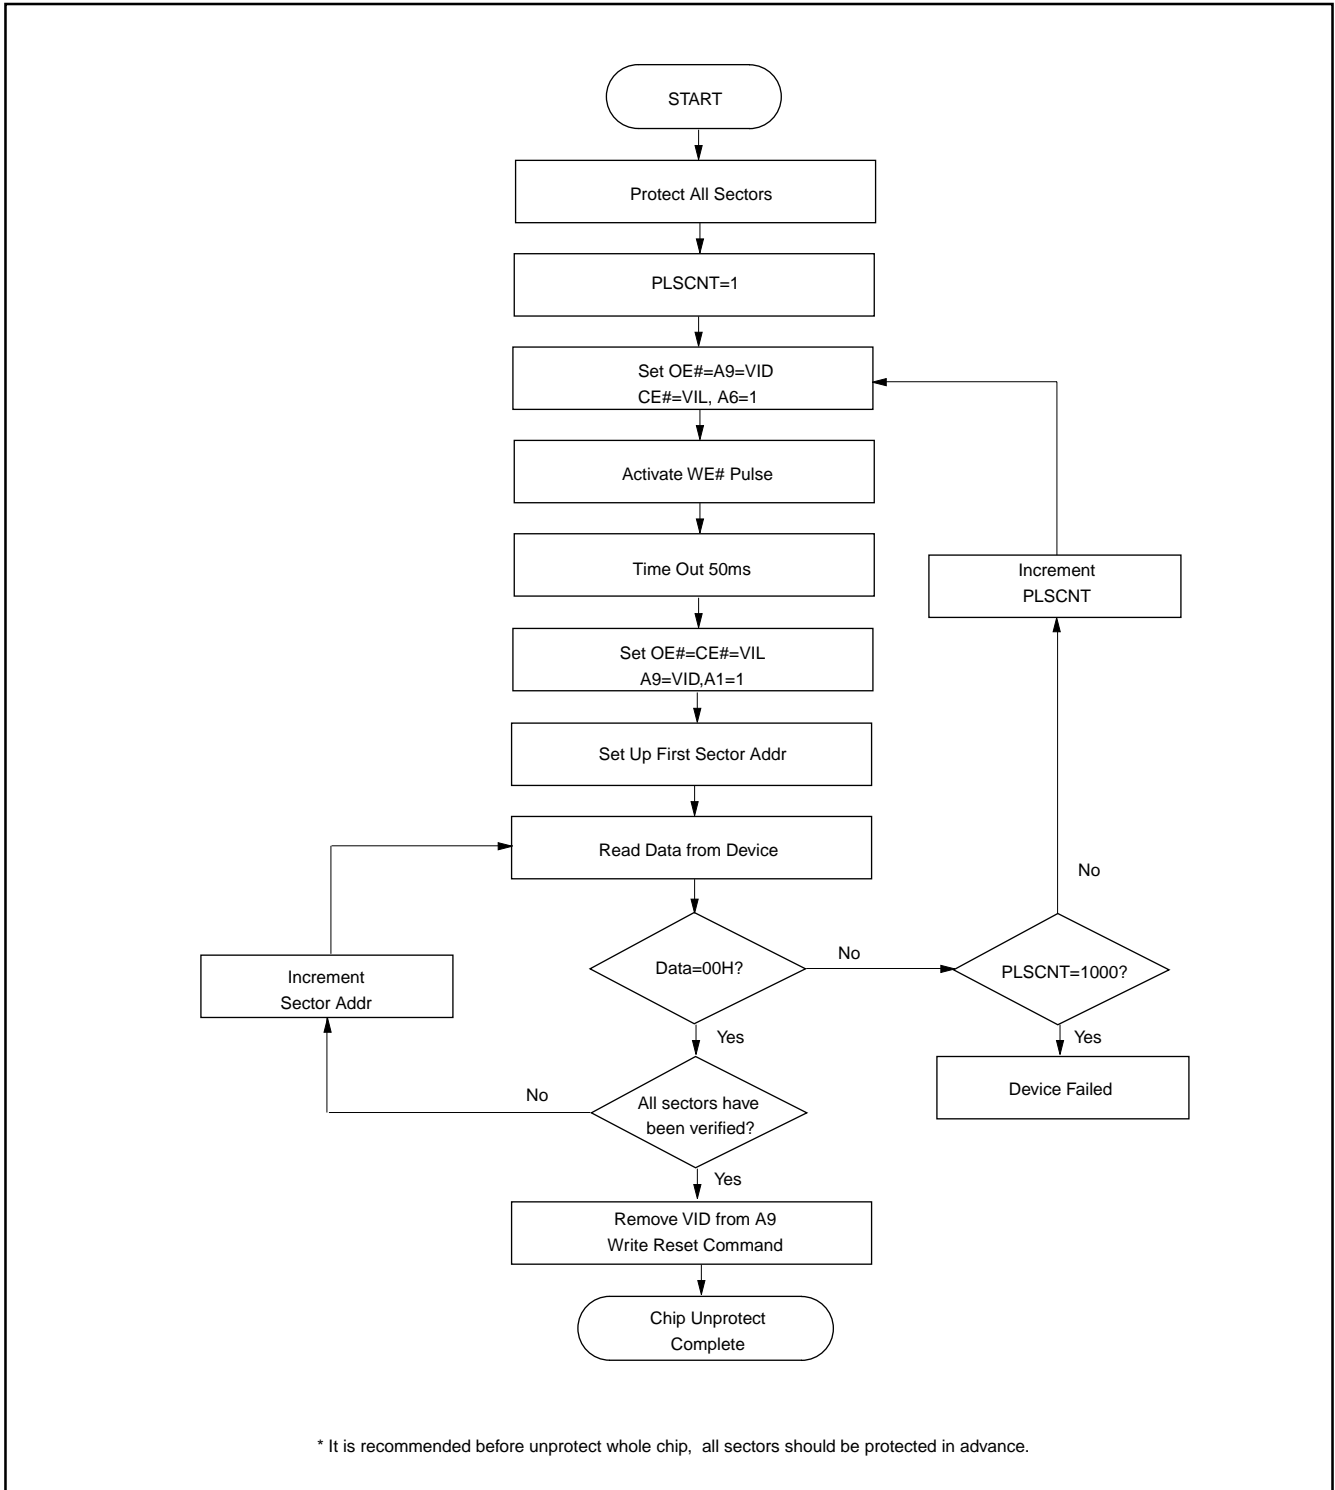 START
Protect All Sectors
PLSCNT=1
Set OE#=A9=VID
CE#=VIL, A6=1
Activate WE# Pulse
Time Out 50ms
Increment
PLSCNT
Set OE#=CE#=VIL
A9=VID,A1=1
Set Up First Sector Addr
Read Data from Device
No
Data=00H?
No
PLSCNT=1000?
Increment
Sector Addr
Yes
Yes
Device Failed
No
All sectors have
been verified?
Yes
Remove VID from A9
Write Reset Command
Chip Unprotect
Complete
* It is recommended before unprotect whole chip, all sectors should be protected in advance.